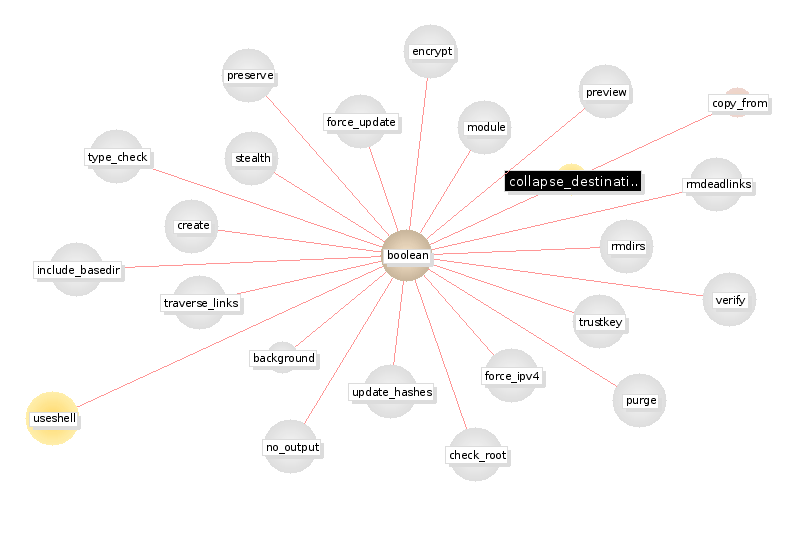 encrypt
preserve
preview
copy_from
force_update
module
type_check
stealth
collapse_destinati..
rmdeadlinks
create
rmdirs
boolean
include_basedir
traverse_links
verify
trustkey
background
force_ipv4
update_hashes
purge
useshell
no_output
check_root